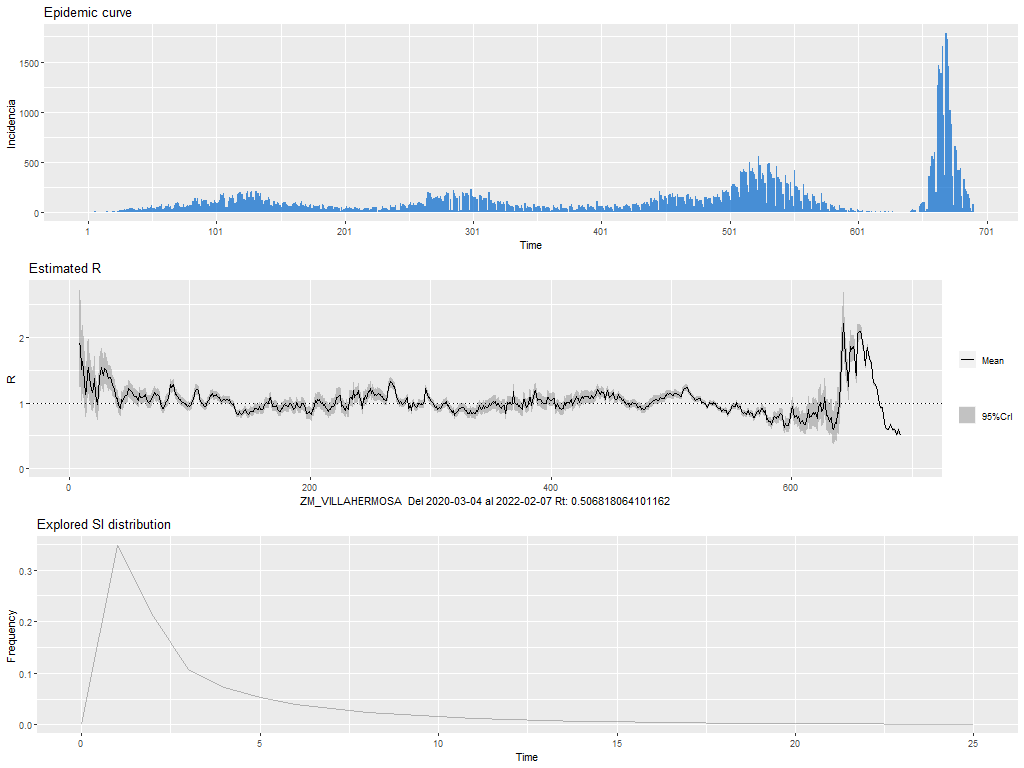 Epidemic curve
1500
1000
500
0
Incidencia
1 101 201 301 401 501 601 701
Time
Estimated R
2
1
0
R
Mean
95%CrI
0 200 400 600
ZM_VILLAHERMOSA Del 2020-03-04 al 2022-02-07 Rt: 0.506818064101162
Explored SI distribution
0.3
0.2
0.1
0.0
Frequency
0 5 10 15 20 25
Time